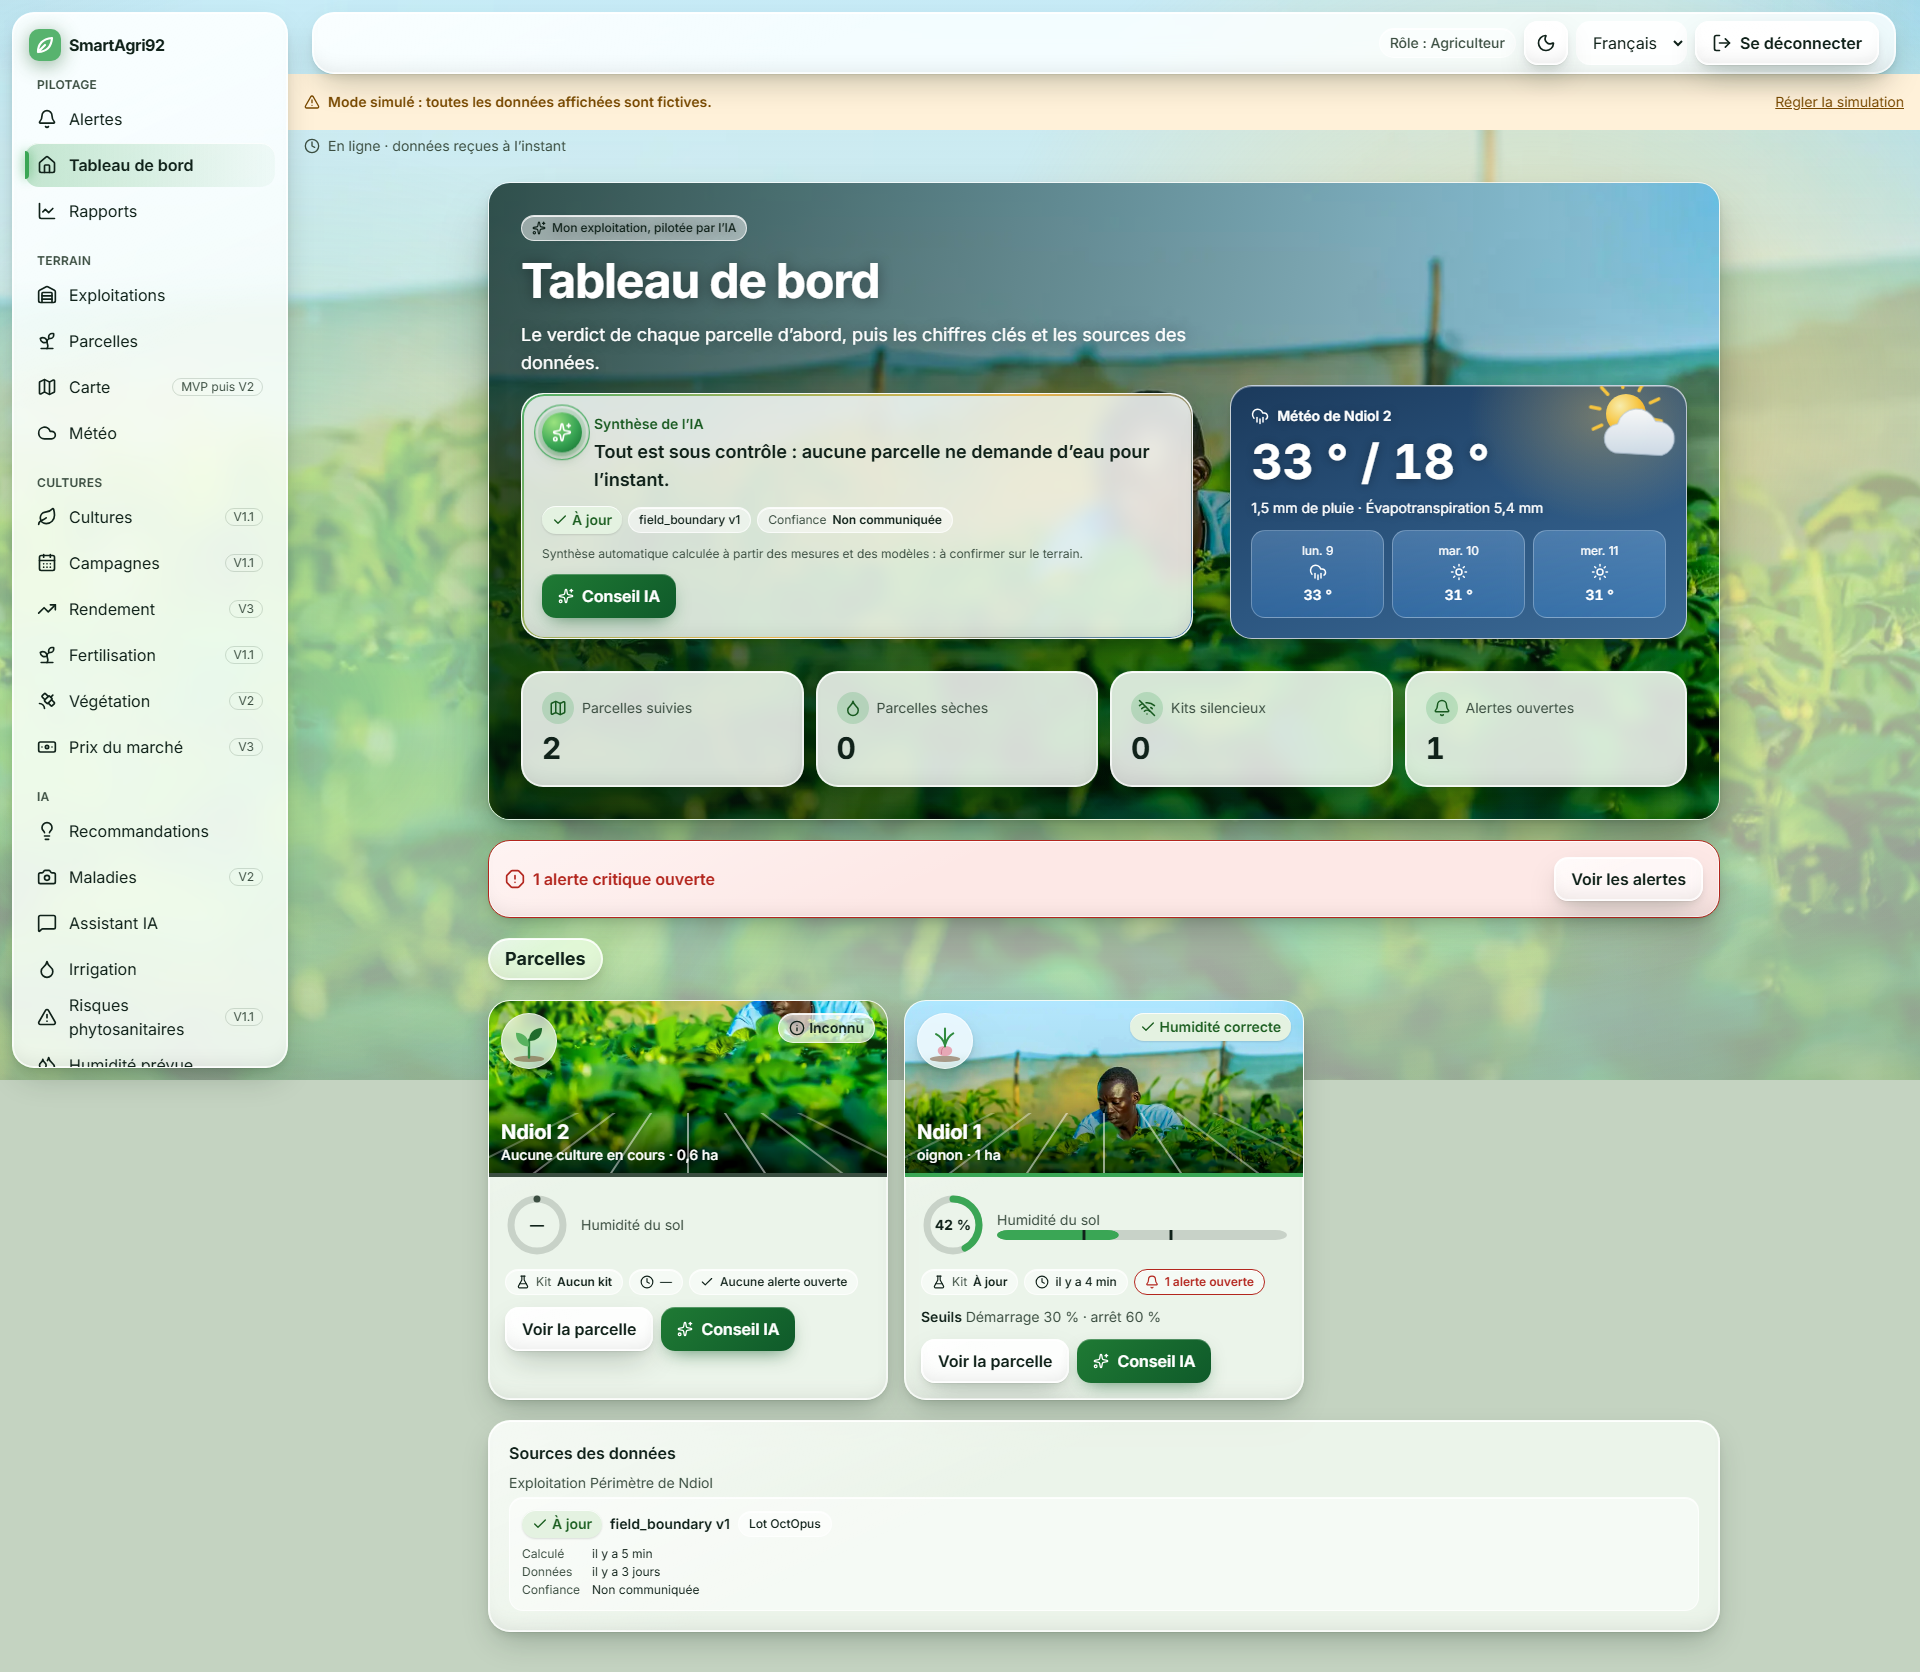 SmartAgri92
PILOTAGE
Alertes
Tableau de bord
Rapports
TERRAIN
Exploitations
Parcelles
Carte MVP puis V2
Météo
CULTURES
Cultures V1.1
Campagnes V1.1
Rendement V3
Fertilisation V1.1
Végétation V2
Prix du marché V3
IA
Recommandations
Maladies V2
Assistant IA
Irrigation
Risques
phytosanitaires V1.1
Humidité prévue
Rôle : Agriculteur Français Se déconnecter
Mode simulé : toutes les données affichées sont fictives. Régler la simulation
En ligne · données reçues à l’instant
Mon exploitation, pilotée par l’IA
Tableau de bord
Le verdict de chaque parcelle d’abord, puis les chiffres clés et les sources des
données.
Synthèse de l’IA
Tout est sous contrôle : aucune parcelle ne demande d’eau pour
l’instant.
À jour field_boundary v1 Confiance Non communiquée
Synthèse automatique calculée à partir des mesures et des modèles : à confirmer sur le terrain.
Conseil IA
Météo de Ndiol 2
33 ° / 18 °
1,5 mm de pluie · Évapotranspiration 5,4 mm
lun. 9 mar. 10 mer. 11
33 ° 31 ° 31 °
Parcelles suivies
2
Parcelles sèches
0
Kits silencieux
0
Alertes ouvertes
1
1 alerte critique ouverte Voir les alertes
Parcelles
Inconnu
Ndiol 2
Aucune culture en cours · 0,6 ha
— Humidité du sol
Kit Aucun kit — Aucune alerte ouverte
Voir la parcelle Conseil IA
Humidité correcte
Ndiol 1
oignon · 1 ha
42 % Humidité du sol
Kit À jour il y a 4 min 1 alerte ouverte
Seuils Démarrage 30 % · arrêt 60 %
Voir la parcelle Conseil IA
Sources des données
Exploitation Périmètre de Ndiol
À jour field_boundary v1 Lot OctOpus
Calculé il y a 5 min
Données il y a 3 jours
Confiance Non communiquée